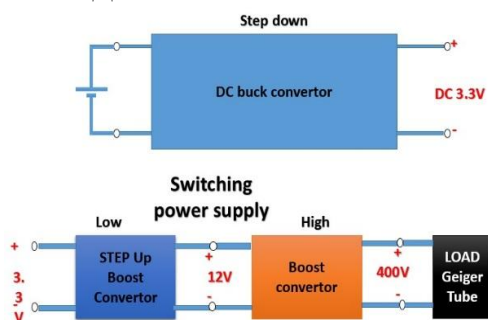 Step down
+
DC buck convertor
DC 3.3V
-
Switching
power supply
Low
High
+
3.
3
-
V
STEP Up
Boost
Convertor
+
12V
-
Boost
convertor
+
400V
-
LOAD
Geiger
Tube